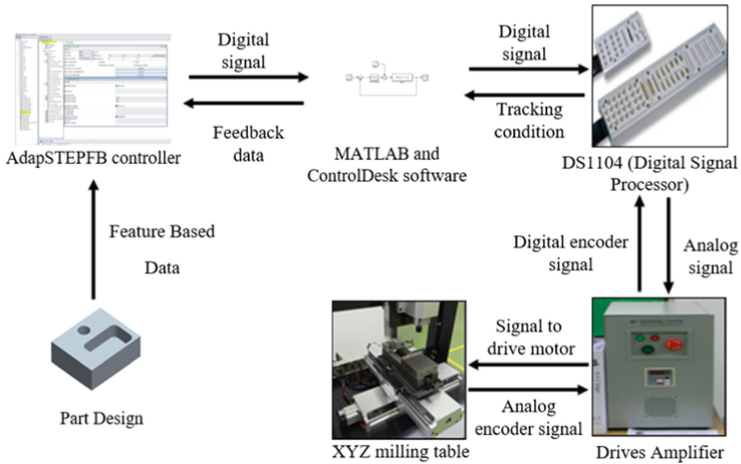 Digital
signal
Feedback
data
AdapSTEPFB controller
MATLAB and
ControlDesk software
Digital
signal
Tracking
condition
DS1104 (Digital Signal
Processor)
Feature Based
Data
Part Design
Digital encoder
signal
Analog
signal
Signal to
drive motor
Analog
encoder signal
XYZ milling table
Drives Amplifier